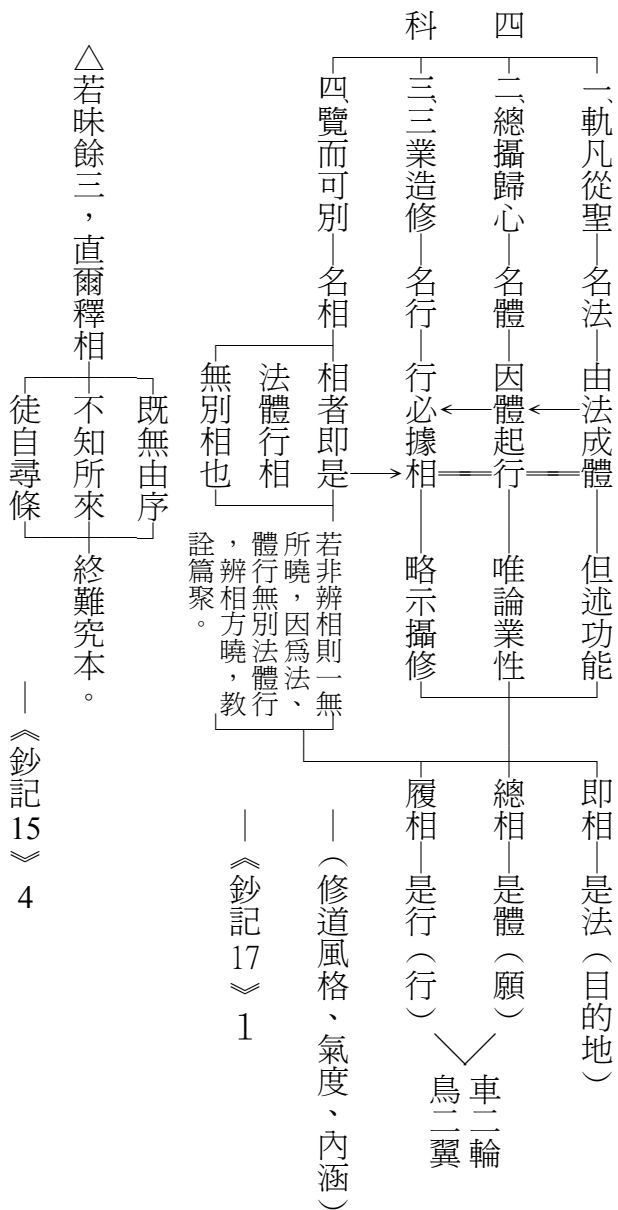 四科
一、軌凡從聖 名法 由法成體 但述功能 即相 是法(目的地)
二、總攝歸心 名體 因體起行 唯論業性 總相 是體(願)
三、三業造修 名行 行必據相 略示攝修 履相 是行(行)
車二輪
鳥二翼
四、覽而可別 名相 相者即是
法體行相
無別相也
若非辨相則一無
所曉,因爲法、
體行無別法體行
,辨相方曉,教
詮篇聚。
—(修道風格、氣度、內涵)
—《鈔記17》1
△若昧餘三,直爾釋相
既無由序
不知所來
徒自尋條
終難究本。
—《鈔記15》4